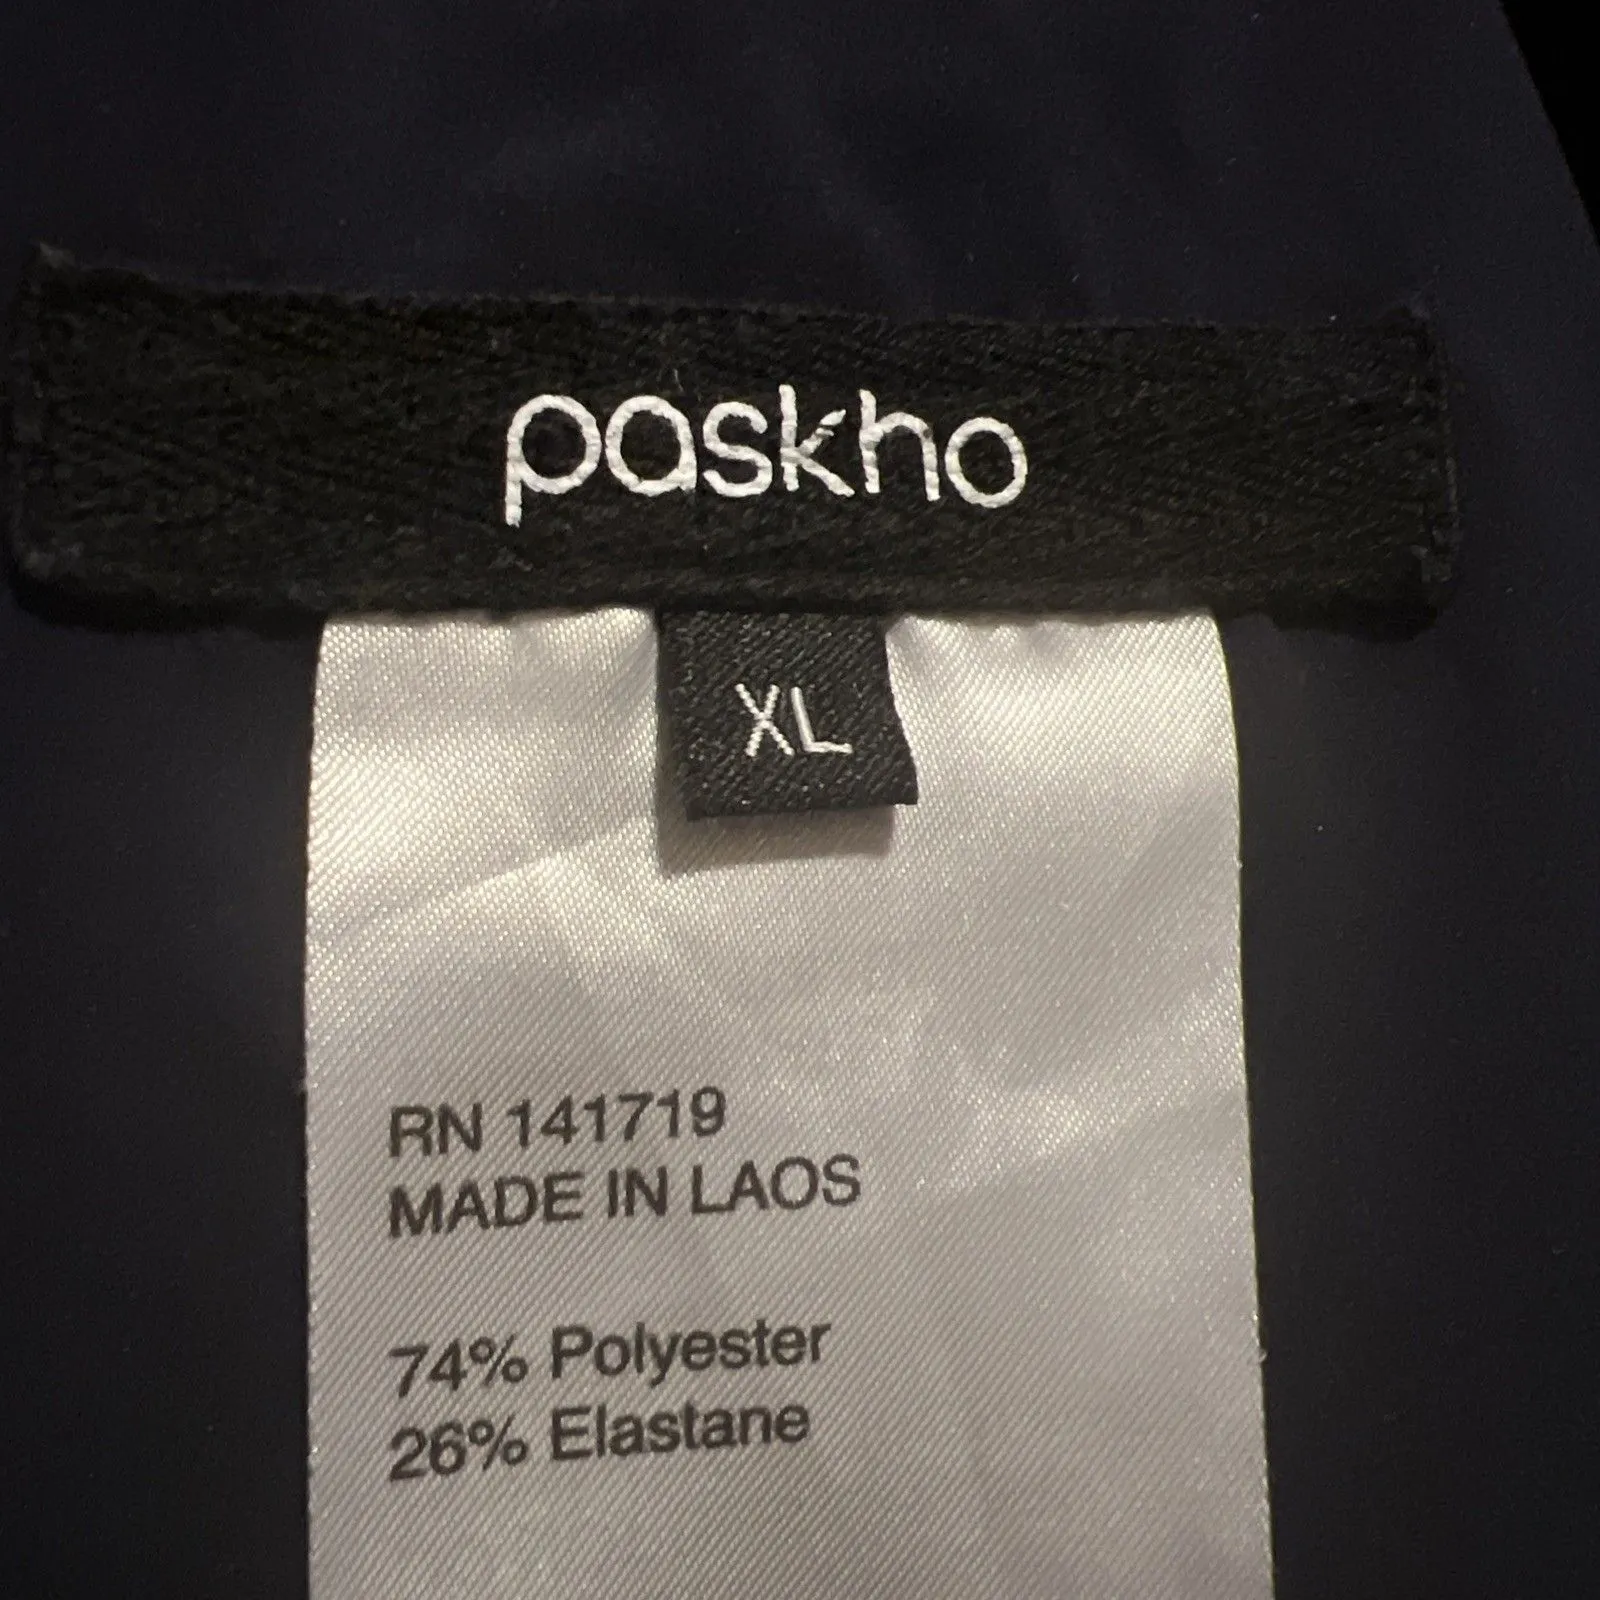 paskho
XL
RN 141719
MADE IN LAOS
74% Polyester
26% Elastane